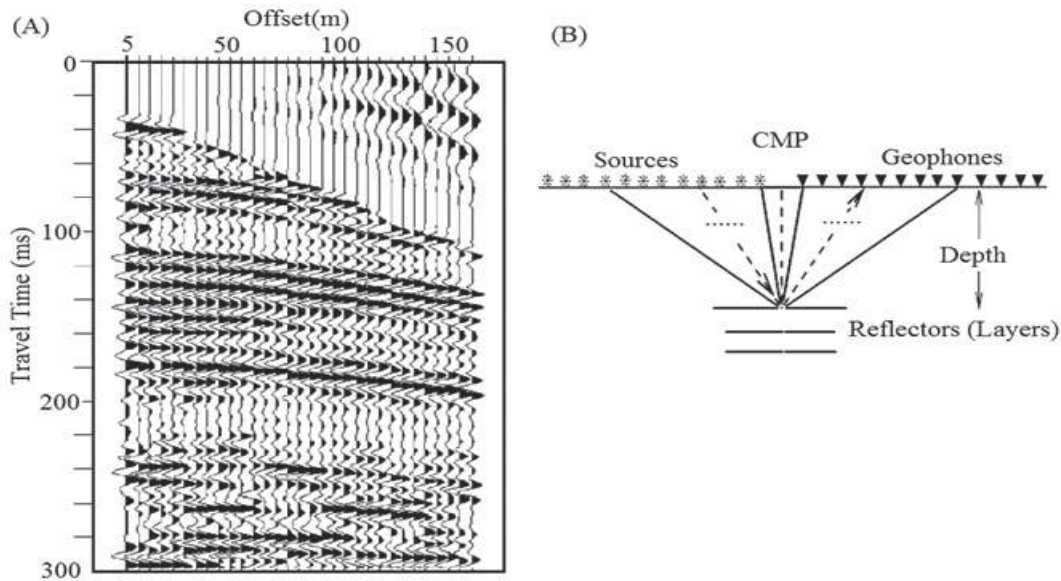 (A)
Offset(m)
5 50 100 150
0
100
200
300
Travel Time (ms)
(B)
CMP
Sources
Geophones
Depth
Reflectors (Layers)